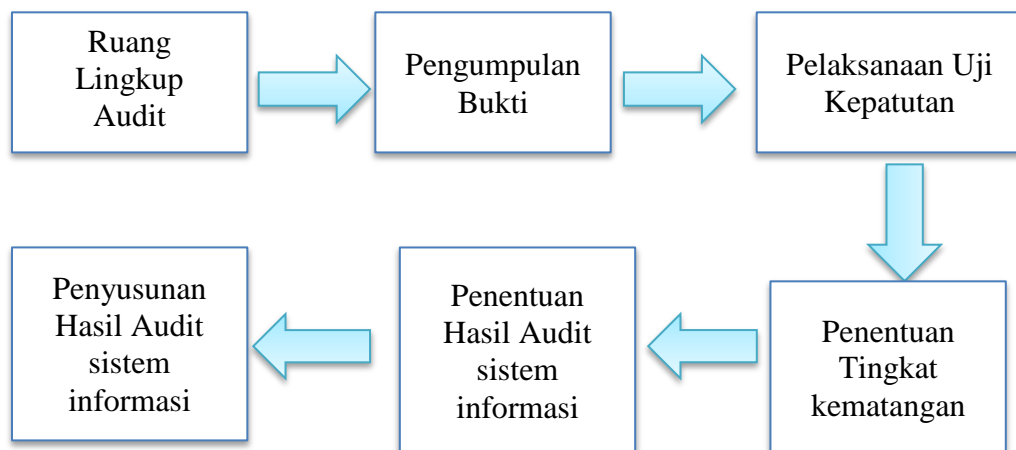 Ruang
Lingkup
Audit
Pengumpulan
Bukti
Pelaksanaan Uji
Kepatutan
Penentuan
Tingkat
kematangan
Penentuan
Hasil Audit
sistem
informasi
Penyusunan
Hasil Audit
sistem
informasi